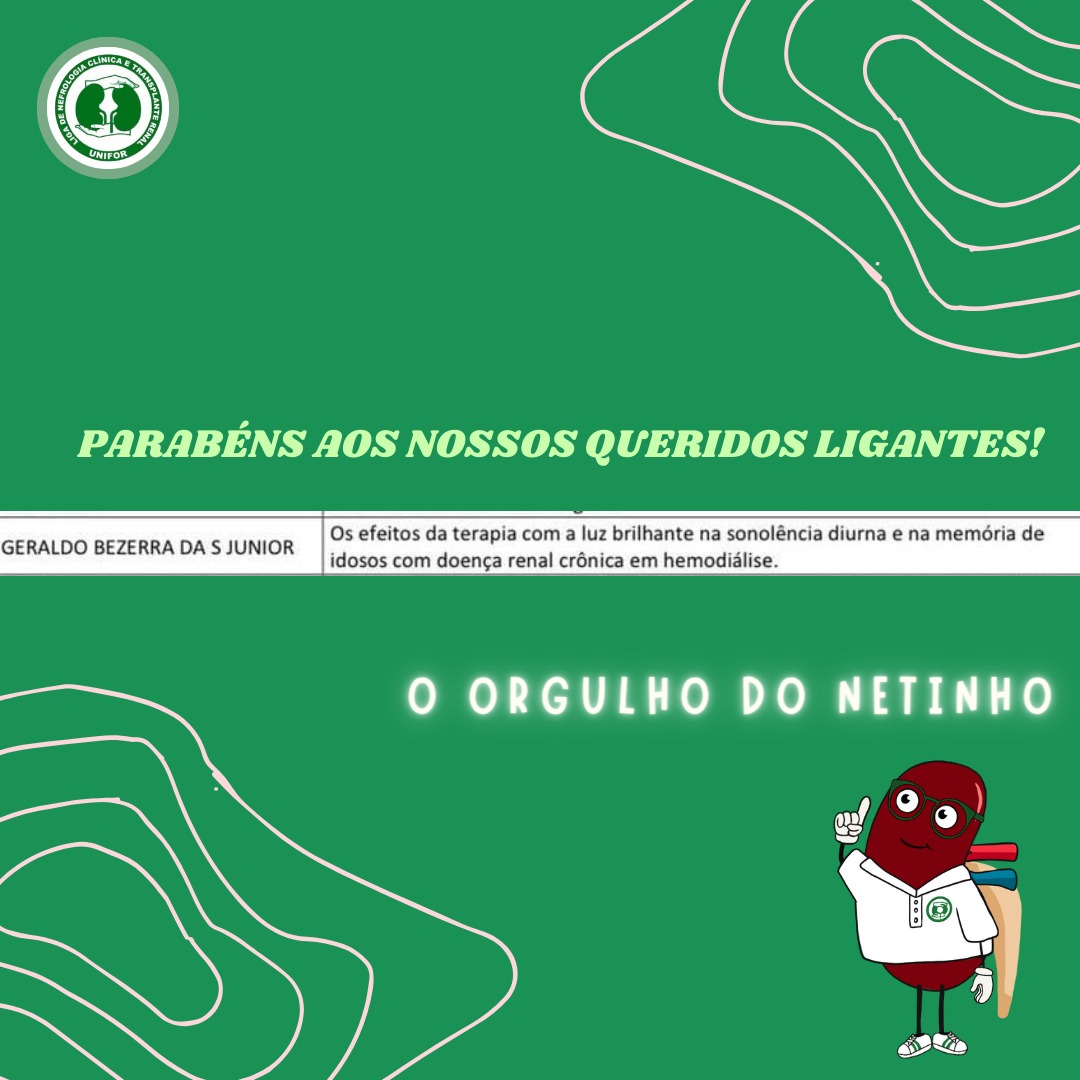 LIGA DE NEFROLOGIA CLÍNICA E TRANSPLANTE RENAL
UNIFOR
PARABÉNS AOS NOSSOS QUERIDOS LIGANTES!
GERALDO BEZERRA DA S JUNIOR
Os efeitos da terapia com a luz brilhante na sonolência diurna e na memória de
idosos com doença renal crônica em hemodiálise.
O ORGULHO DO NETINHO